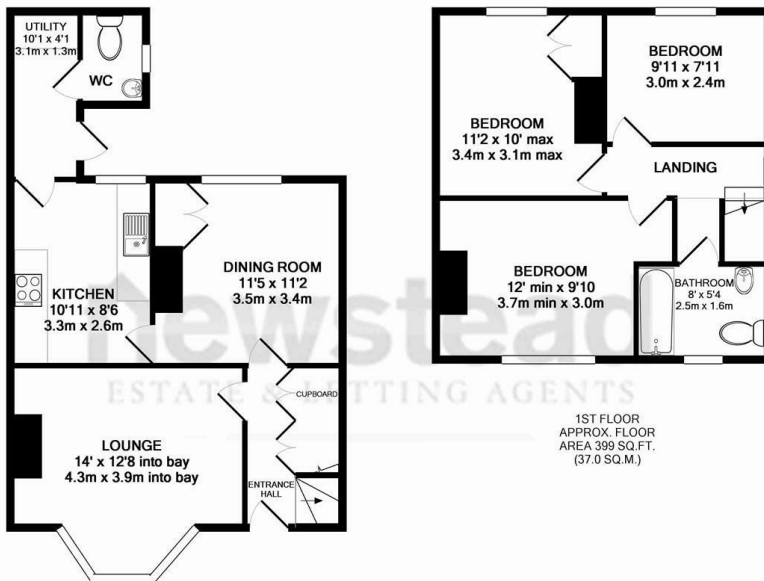 UTILITY
10'1 x 4'1
3.1m x 1.3m
WC
KITCHEN
10'11 x 8'6
3.3m x 2.6m
DINING ROOM
11'5 x 11'2
3.5m x 3.4m
LOUNGE
14' x 12'8 into bay
4.3m x 3.9m into bay
CUPBOARD
ENTRANCE
HALL
BEDROOM
11'2 x 10' max
3.4m x 3.1m max
BEDROOM
9'11 x 7'11
3.0m x 2.4m
LANDING
BEDROOM
12' min x 9'10
3.7m min x 3.0m
BATHROOM
8' x 5'4
2.5m x 1.6m
1ST FLOOR
APPROX. FLOOR
AREA 399 SQ.FT.
(37.0 SQ.M.)
newstead
ESTATE & LETTING AGENTS